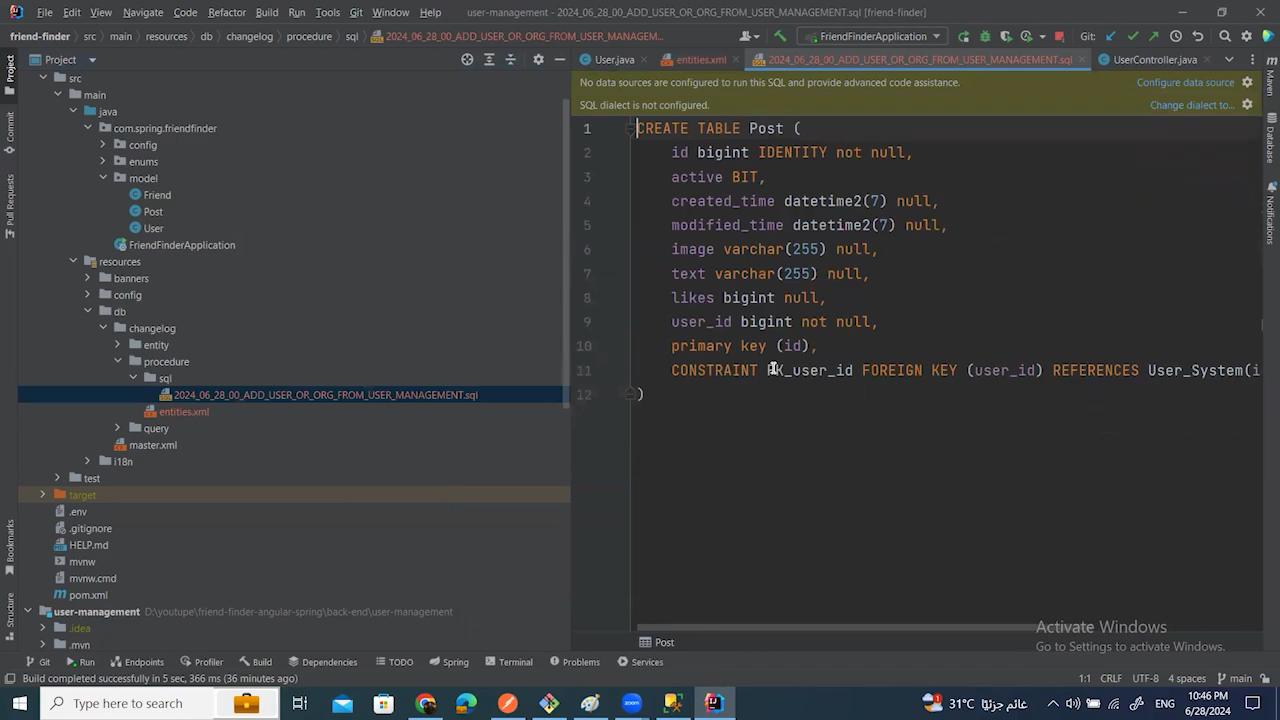 File Edit View Navigate Code Refactor Build Run Tools Git Window Help user-management - 2024_06_28_00_ADD_USER_OR_ORG_FROM_USER_MANAGEMENT.sql [friend-finder]
friend-finder src main resources db changelog procedure sql 2024_06_28_00_ADD_USER_OR_ORG_FROM_USER_MANAGEM... FriendFinderApplication Git:
Project User.java entities.xml 2024_06_28_00_ADD_USER_OR_ORG_FROM_USER_MANAGEMENT.sql UserController.java
Project
Commit
Pull Requests
Bookmarks
Structure
src
main
java
com.spring.friendfinder
config
enums
model
Friend
Post
User
FriendFinderApplication
resources
banners
config
db
changelog
entity
procedure
sql
2024_06_28_00_ADD_USER_OR_ORG_FROM_USER_MANAGEMENT.sql
entities.xml
query
master.xml
i18n
test
target
.env
.gitignore
HELP.md
mvnw
mvnw.cmd
pom.xml
user-management D:\youtupe\friend-finder-angular-spring\back-end\user-management
.idea
.mvn
No data sources are configured to run this SQL and provide advanced code assistance. Configure data source
SQL dialect is not configured. Change dialect to...
1 CREATE TABLE Post (
2 id bigint IDENTITY not null,
3 active BIT,
4 created_time datetime2(7) null,
5 modified_time datetime2(7) null,
6 image varchar(255) null,
7 text varchar(255) null,
8 likes bigint null,
9 user_id bigint not null,
10 primary key (id),
11 CONSTRAINT FK_user_id FOREIGN KEY (user_id) REFERENCES User_System(i
12 )
Maven
Database
Notifications
Post
Activate Windows
Go to Settings to activate Windows.
Git Run Endpoints Profiler Build Dependencies TODO Spring Terminal Problems Services
Build completed successfully in 5 sec, 366 ms (36 minutes ago) 1:1 CRLF UTF-8 4 spaces main
Type here to search 31°C غائم جزئيًا ENG 10:46 PM
6/28/2024